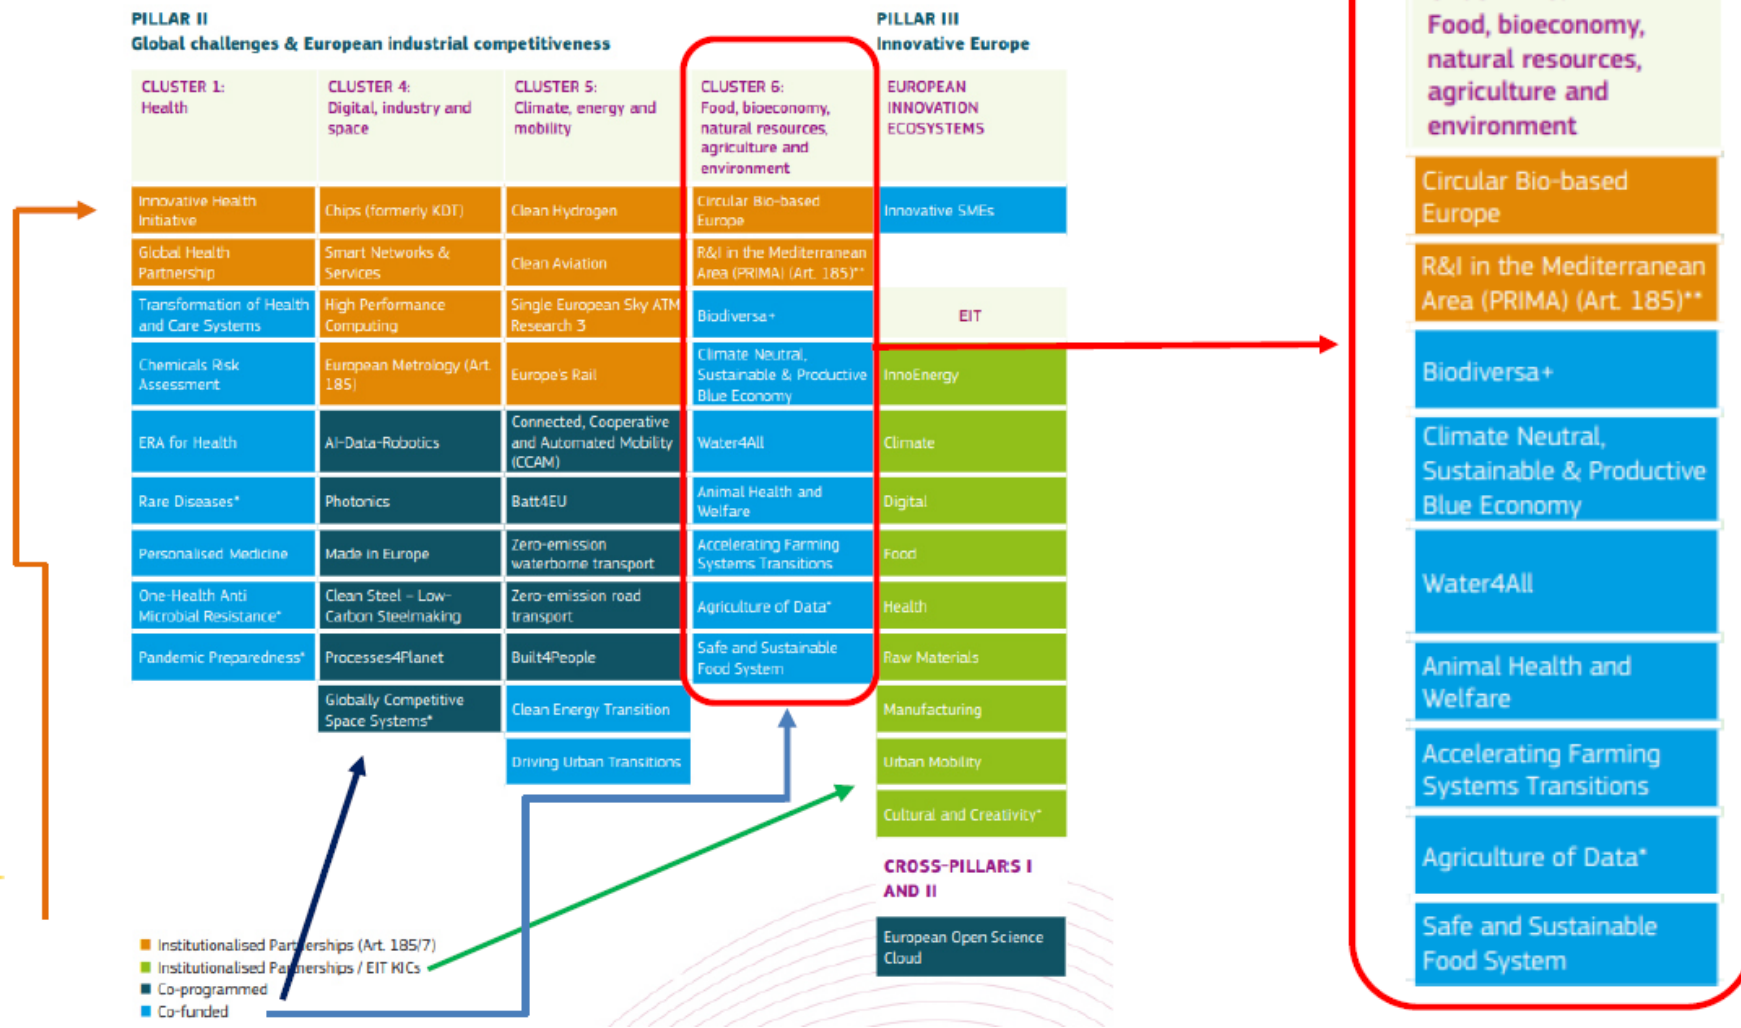 PILLAR II
Global challenges & European industrial competitiveness
CLUSTER 1:
Health
Innovative Health
Initiative
Global Health
Partnership
Transformation of Health
and Care Systems
Chemicals Risk
Assessment
ERA for Health
Rare Diseases*
Personalised Medicine
One-Health Anti
Microbial Resistance*
Pandemic Preparedness*
CLUSTER 4:
Digital, industry and
space
Chips (formerly KDT)
Smart Networks &
Services
High Performance
Computing
European Metrology (Art.
185)
AI-Data-Robotics
Photonics
Made in Europe
Clean Steel – Low-
Carbon Steelmaking
Processes4Planet
Globally Competitive
Space Systems*
CLUSTER 5:
Climate, energy and
mobility
Clean Hydrogen
Clean Aviation
Single European Sky ATM
Research 3
Europe's Rail
Connected, Cooperative
and Automated Mobility
(CCAM)
Batt4EU
Zero-emission
waterborne transport
Zero-emission road
transport
Built4People
Clean Energy Transition
Driving Urban Transitions
CLUSTER 6:
Food, bioeconomy,
natural resources,
agriculture and
environment
Circular Bio-based
Europe
R&I in the Mediterranean
Area (PRIMA) (Art. 185)**
Biodiversa+
Climate Neutral,
Sustainable & Productive
Blue Economy
Water4All
Animal Health and
Welfare
Accelerating Farming
Systems Transitions
Agriculture of Data*
Safe and Sustainable
Food System
PILLAR III
Innovative Europe
EUROPEAN
INNOVATION
ECOSYSTEMS
Innovative SMEs
EIT
InnoEnergy
Climate
Digital
Food
Health
Raw Materials
Manufacturing
Urban Mobility
Cultural and Creativity*
CROSS-PILLARS I
AND II
European Open Science
Cloud
Institutionalised Partnerships (Art. 185/7)
Institutionalised Partnerships / EIT KICs
Co-programmed
Co-funded
Food, bioeconomy,
natural resources,
agriculture and
environment
Circular Bio-based
Europe
R&I in the Mediterranean
Area (PRIMA) (Art. 185)**
Biodiversa+
Climate Neutral,
Sustainable & Productive
Blue Economy
Water4All
Animal Health and
Welfare
Accelerating Farming
Systems Transitions
Agriculture of Data*
Safe and Sustainable
Food System